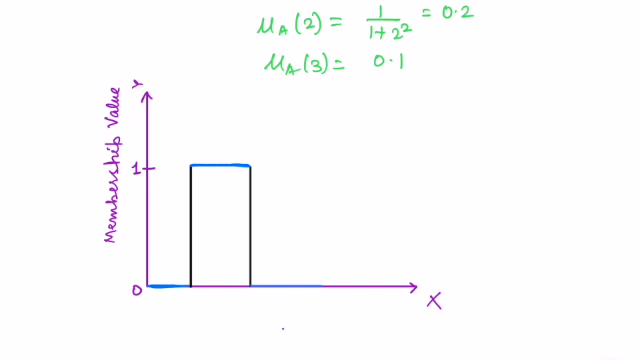 μA(2) = 1/(1+2²) = 0.2
μA(3) = 0.1
Y
Membership Value
1
0
X